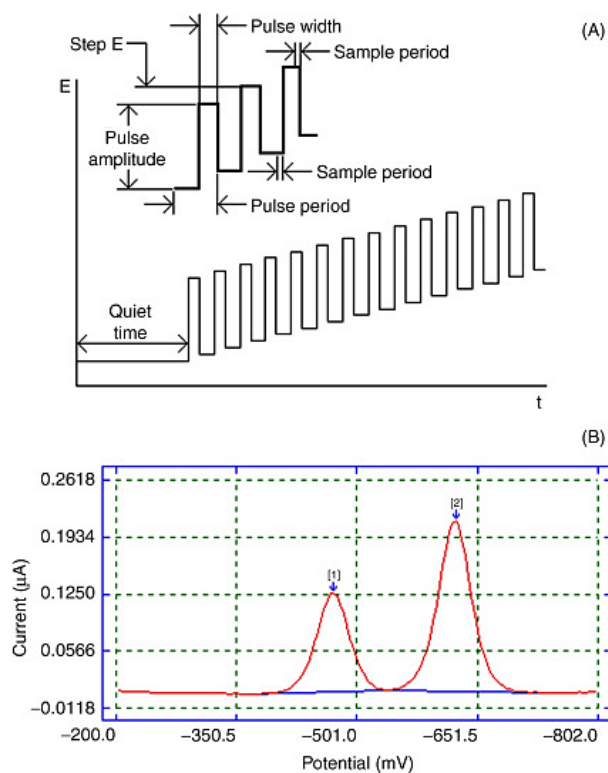 (A)
Pulse width
Step E
Sample period
E
Pulse
amplitude
Sample period
Pulse period
Quiet
time
t
(B)
0.2618
0.1934
0.1250
0.0566
−0.0118
Current (μA)
[1]
[2]
−200.0 −350.5 −501.0 −651.5 −802.0
Potential (mV)